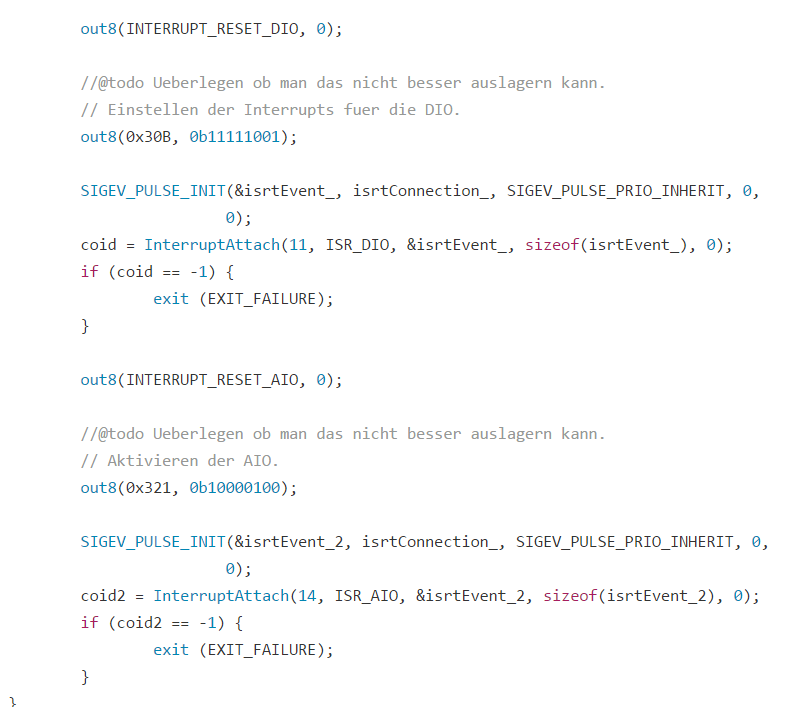 out8(INTERRUPT_RESET_DIO, 0);
//@todo Ueberlegen ob man das nicht besser auslagern kann.
// Einstellen der Interrupts fuer die DIO.
out8(0x30B, 0b11111001);
SIGEV_PULSE_INIT(&isrtEvent_, isrtConnection_, SIGEV_PULSE_PRIO_INHERIT, 0,
0);
coid = InterruptAttach(11, ISR_DIO, &isrtEvent_, sizeof(isrtEvent_), 0);
if (coid == -1) {
exit (EXIT_FAILURE);
}
out8(INTERRUPT_RESET_AIO, 0);
//@todo Ueberlegen ob man das nicht besser auslagern kann.
// Aktivieren der AIO.
out8(0x321, 0b10000100);
SIGEV_PULSE_INIT(&isrtEvent_2, isrtConnection_, SIGEV_PULSE_PRIO_INHERIT, 0,
0);
coid2 = InterruptAttach(14, ISR_AIO, &isrtEvent_2, sizeof(isrtEvent_2), 0);
if (coid2 == -1) {
exit (EXIT_FAILURE);
}
}